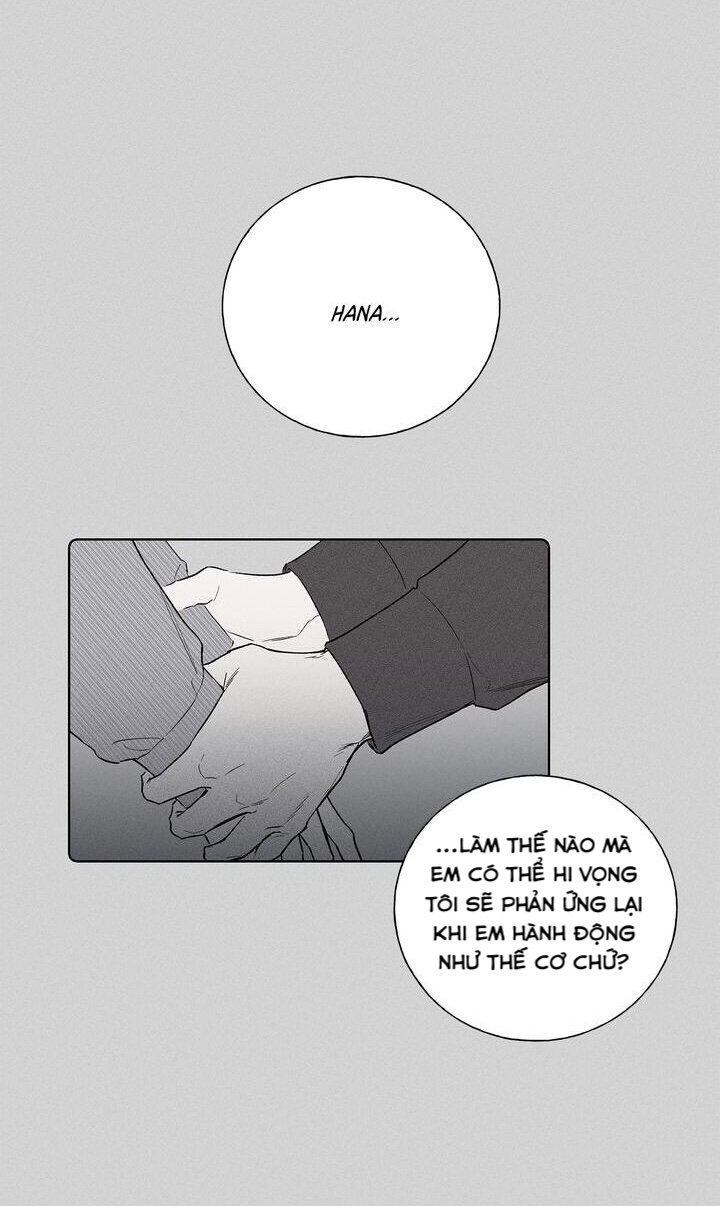 HANA...
...LÀM THẾ NÀO MÀ
EM CÓ THỂ HI VỌNG
TÔI SẼ PHẢN ỨNG LẠI
KHI EM HÀNH ĐỘNG
NHƯ THẾ CƠ CHỨ?